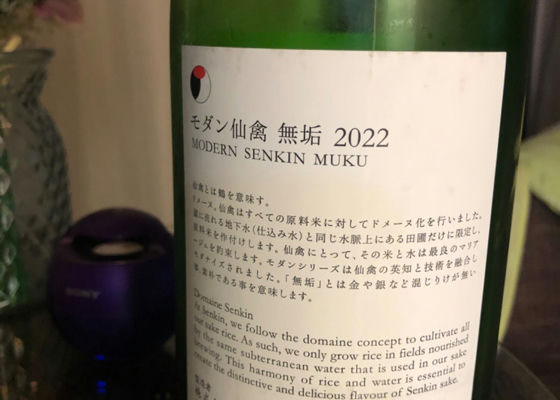 モダン仙禽 無垢 2022
MODERN SENKIN MUKU
仙禽とは鶴を意味す。
ドメーヌ。仙禽はすべての原料米に対してドメーヌ化を行いました。
蔵に流れる地下水(仕込み水)と同じ水脈上にある田圃だけに限定し、
原料米を作付けします。仙禽にとって、その米と水は最良のマリア
ージュを約束します。モダンシリーズは仙禽の英知と技術を融合し
モダナイズされました。「無垢」とは金や銀など混じりけが無い
事、素朴である事を意味します。
Domaine Senkin
At Senkin, we follow the domaine concept to cultivate all
our sake rice. As such, we only grow rice in fields nourished
by the same subterranean water that is used in our sake
brewing. This harmony of rice and water is essential to
create the distinctive and delicious flavour of Senkin sake.
製造者
SONY